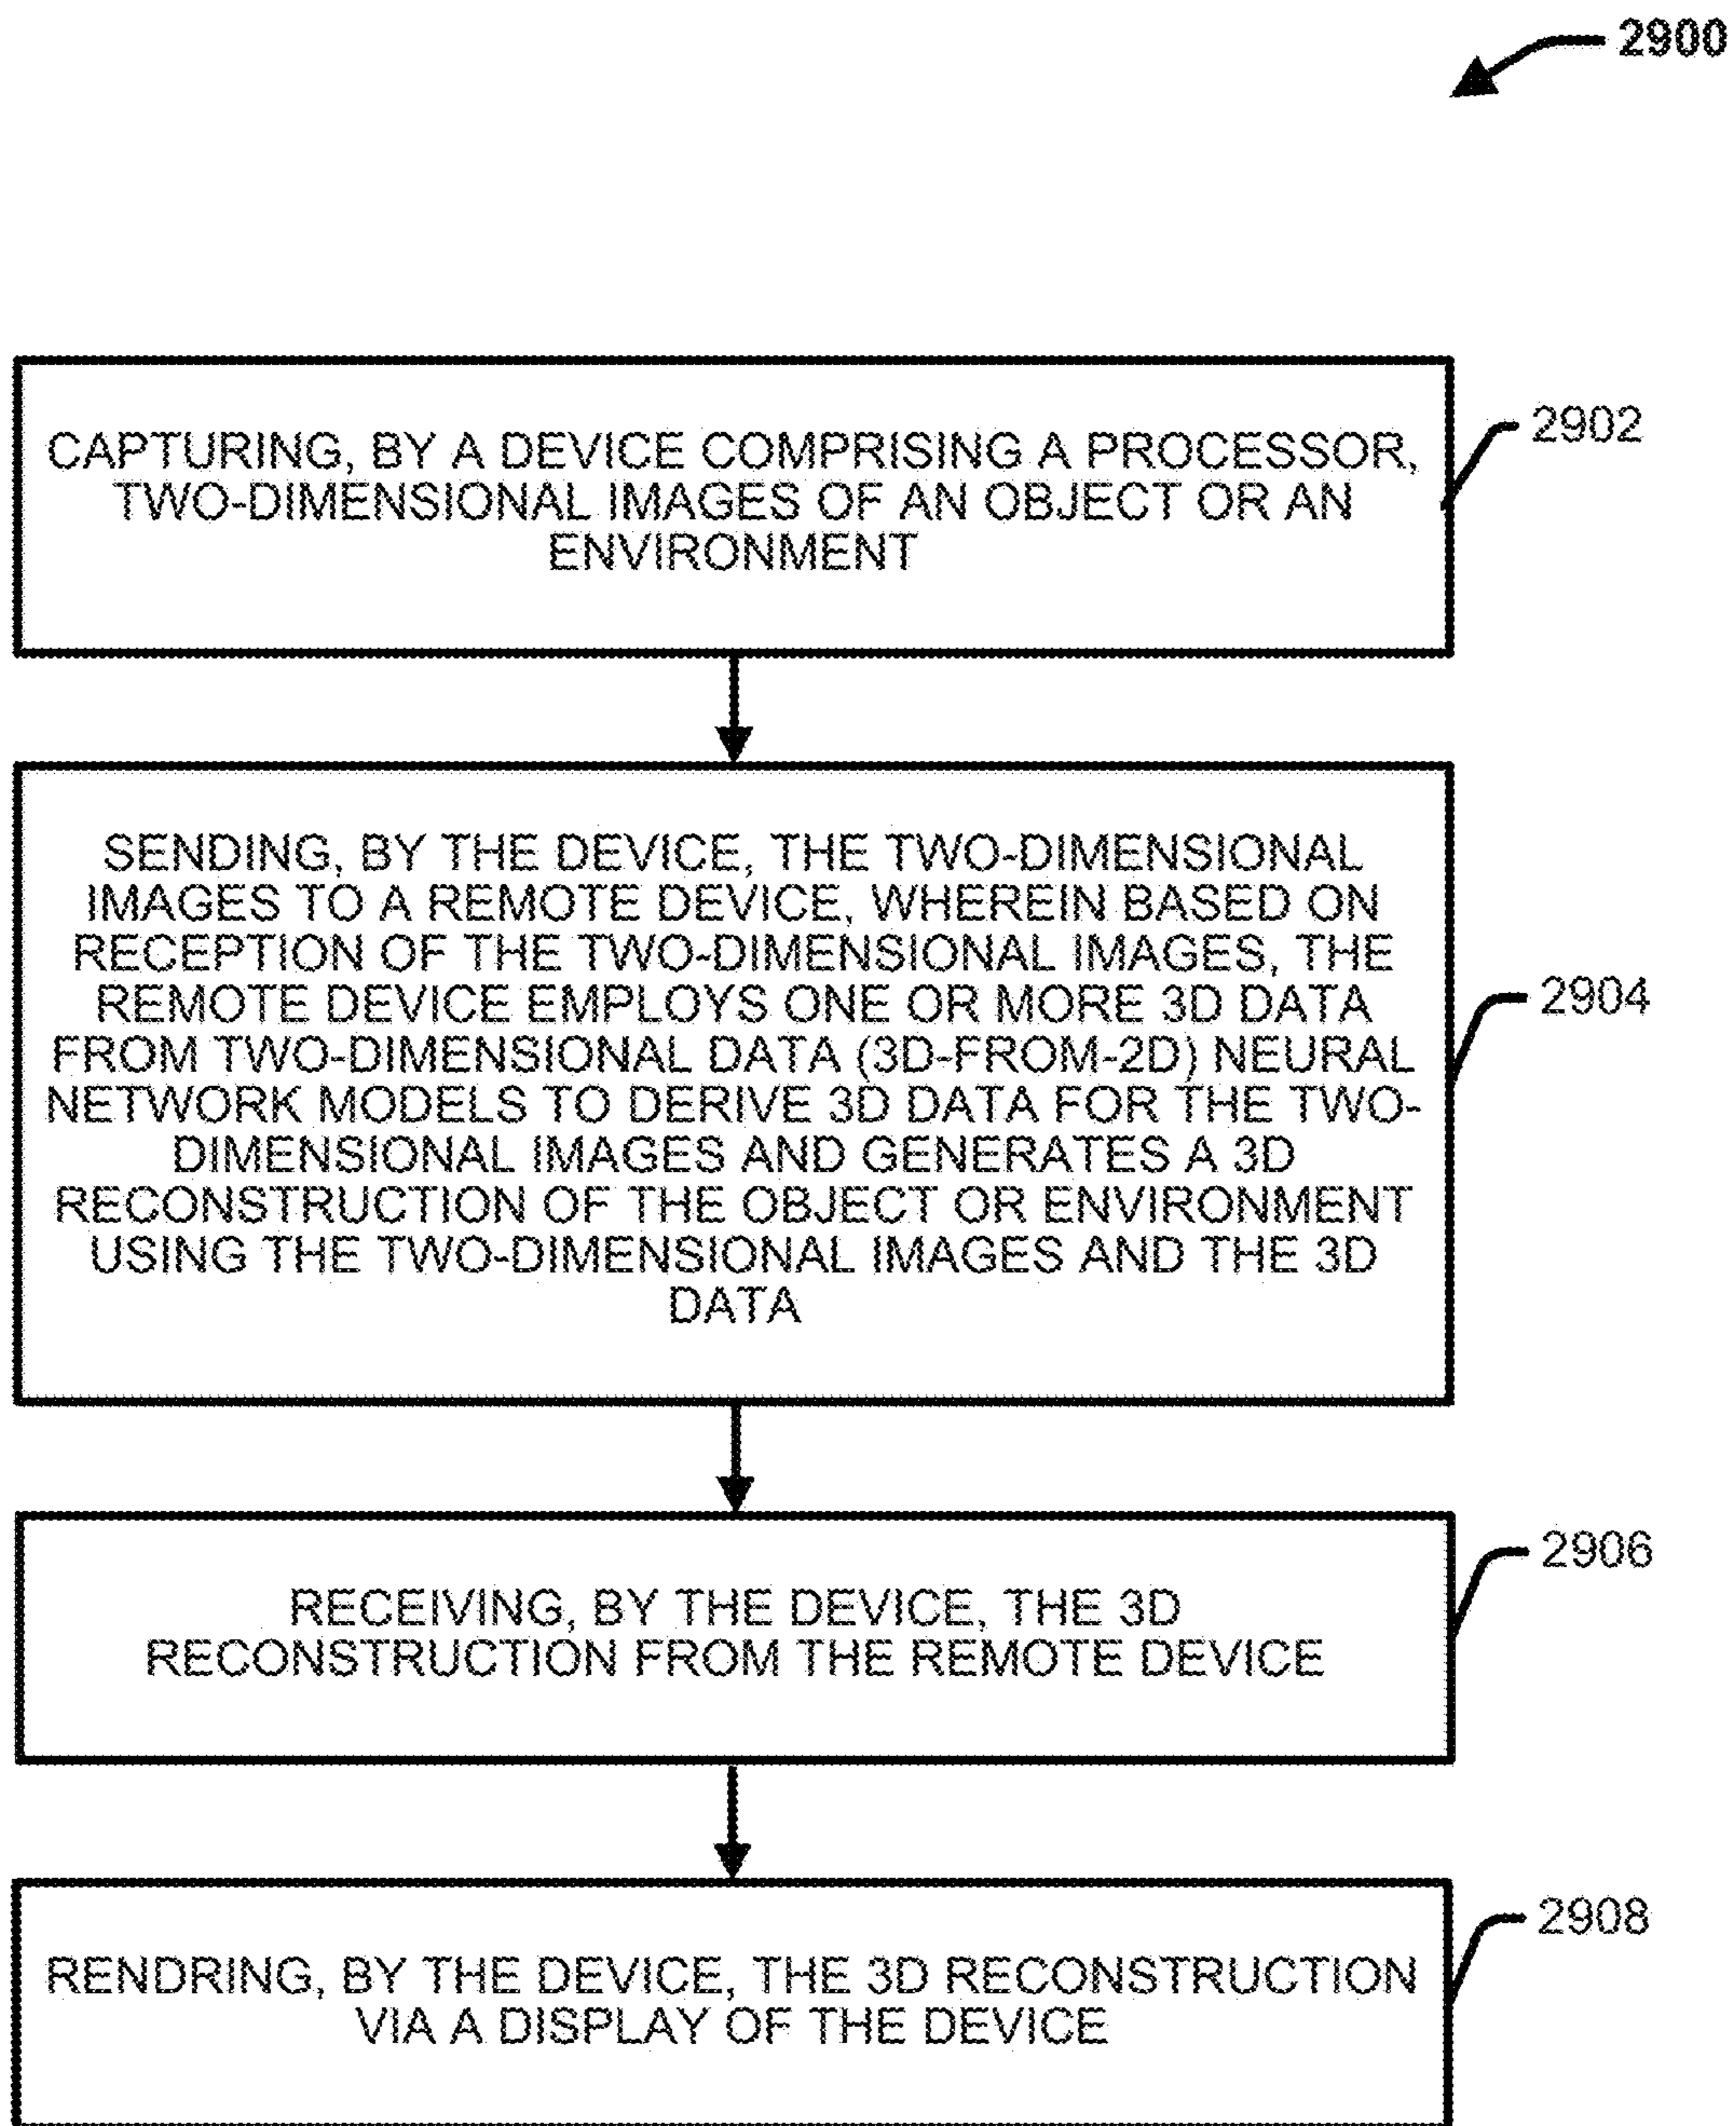 2900
CAPTURING, BY A DEVICE COMPRISING A PROCESSOR,
TWO-DIMENSIONAL IMAGES OF AN OBJECT OR AN
ENVIRONMENT
2902
SENDING, BY THE DEVICE, THE TWO-DIMENSIONAL
IMAGES TO A REMOTE DEVICE, WHEREIN BASED ON
RECEPTION OF THE TWO-DIMENSIONAL IMAGES, THE
REMOTE DEVICE EMPLOYS ONE OR MORE 3D DATA
FROM TWO-DIMENSIONAL DATA (3D-FROM-2D) NEURAL
NETWORK MODELS TO DERIVE 3D DATA FOR THE TWO-
DIMENSIONAL IMAGES AND GENERATES A 3D
RECONSTRUCTION OF THE OBJECT OR ENVIRONMENT
USING THE TWO-DIMENSIONAL IMAGES AND THE 3D
DATA
2904
RECEIVING, BY THE DEVICE, THE 3D
RECONSTRUCTION FROM THE REMOTE DEVICE
2906
RENDRING, BY THE DEVICE, THE 3D RECONSTRUCTION
VIA A DISPLAY OF THE DEVICE
2908